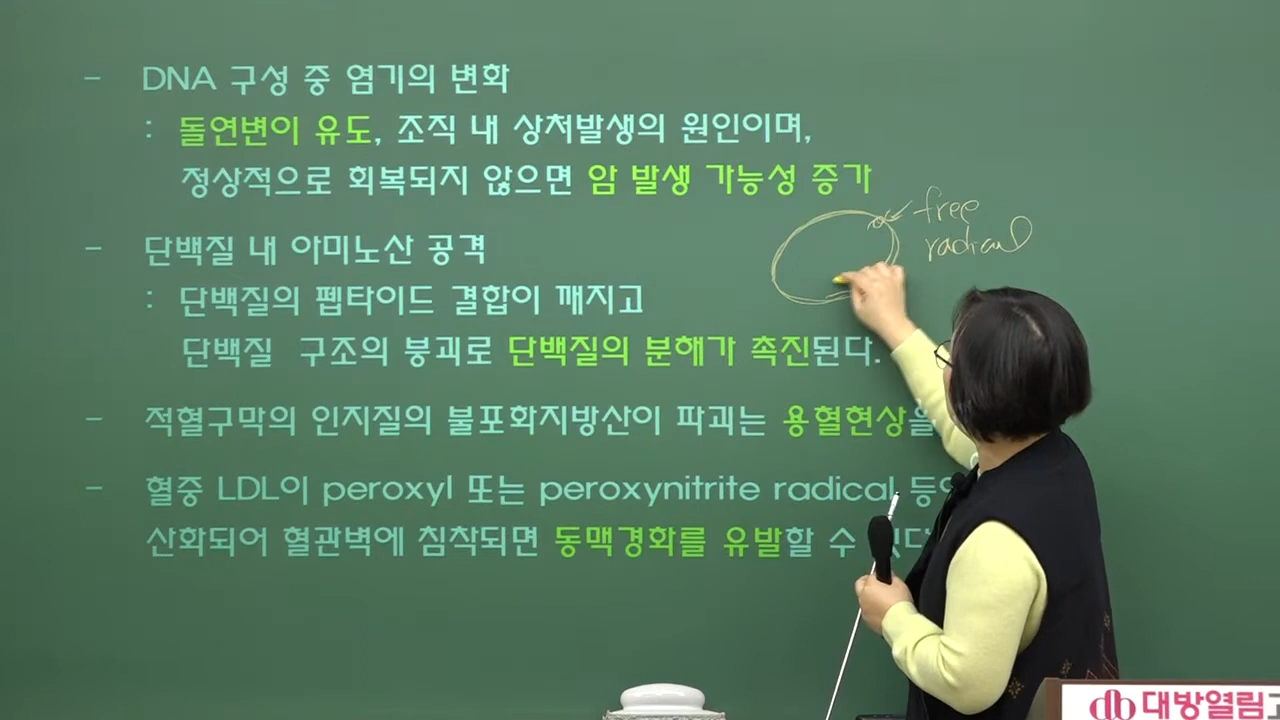 - DNA 구성 중 염기의 변화
: 돌연변이 유도, 조직 내 상처발생의 원인이며,
정상적으로 회복되지 않으면 암 발생 가능성 증가
free
radical
- 단백질 내 아미노산 공격
: 단백질의 펩타이드 결합이 깨지고
단백질 구조의 붕괴로 단백질의 분해가 촉진된다.
- 적혈구막의 인지질의 불포화지방산이 파괴는 용혈현상을
- 혈중 LDL이 peroxyl 또는 peroxynitrite radical 등
산화되어 혈관벽에 침착되면 동맥경화를 유발할 수
대방열림고